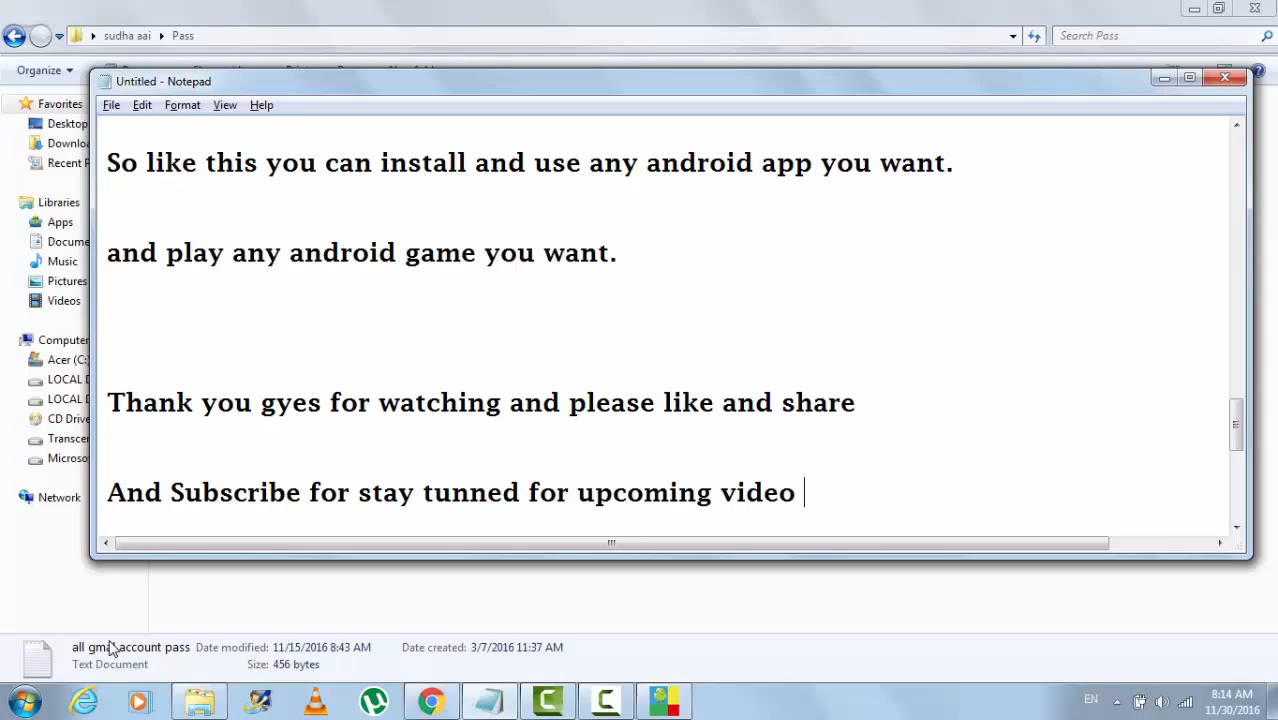 sudha aai Pass
Search Pass
Organize
Untitled - Notepad
File Edit Format View Help
Favorites
Desktop
Recent
Libraries
Apps
Music
Pictures
Videos
Computer
Acer (C:)
LOCAL
LOCAL
CD Drive
Network
So like this you can install and use any android app you want.
and play any android game you want.
Thank you gyes for watching and please like and share
And Subscribe for stay tunned for upcoming video
all gmail account pass Date modified: 11/15/2016 8:43 AM Date created: 3/7/2016 11:37 AM
Text Document Size: 456 bytes
EN
8:14 AM
11/30/2016